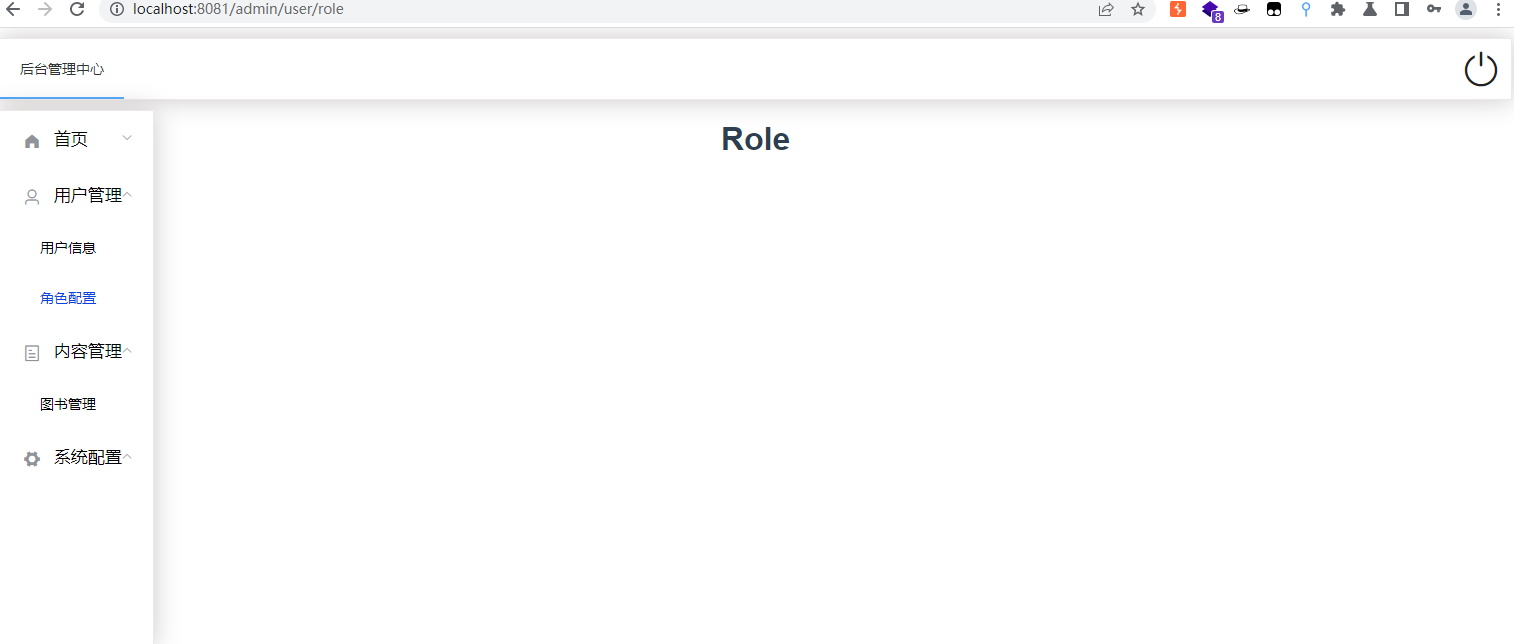 localhost:8081/admin/user/role
8
后台管理中心
Role
首页
用户管理
用户信息
角色配置
内容管理
图书管理
系统配置